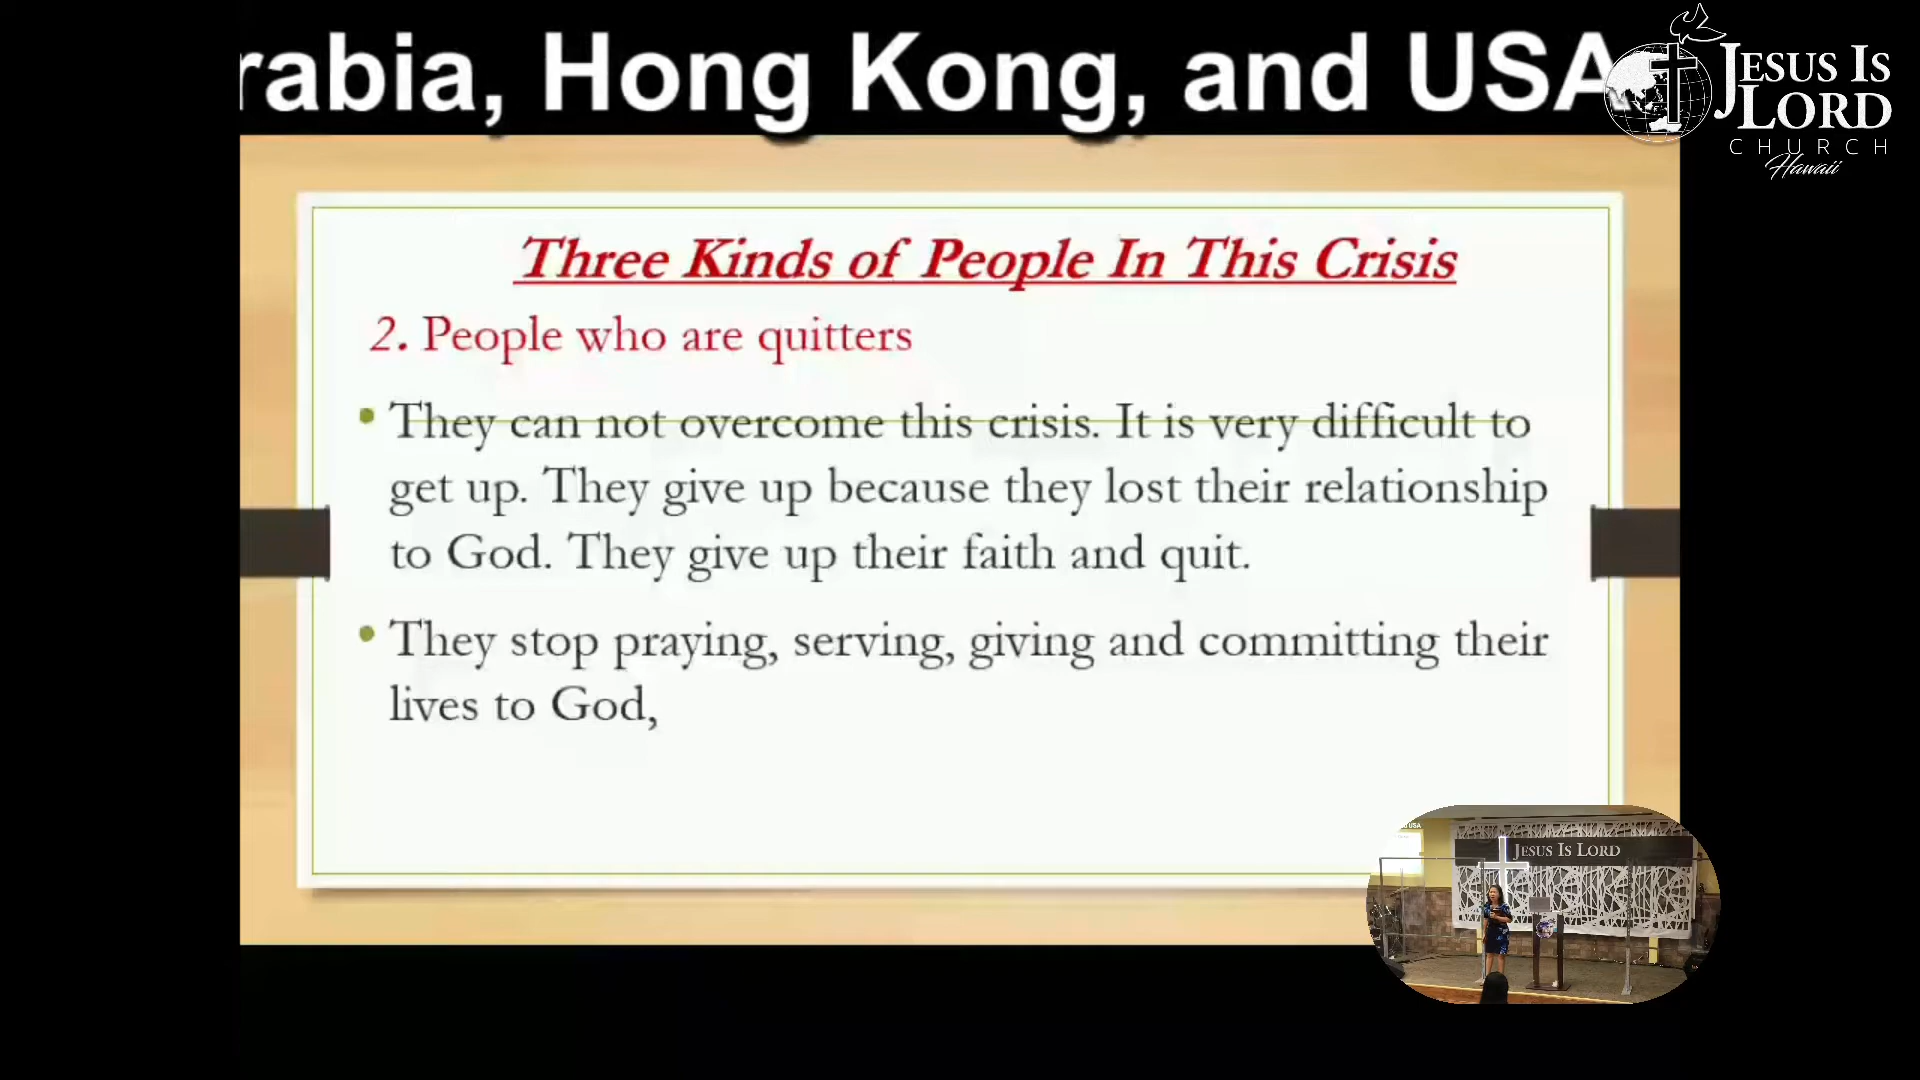 rabia, Hong Kong, and USA
JESUS IS
LORD
CHURCH
Hawaii
Three Kinds of People In This Crisis
2. People who are quitters
• They can not overcome this crisis. It is very difficult to
get up. They give up because they lost their relationship
to God. They give up their faith and quit.
• They stop praying, serving, giving and committing their
lives to God,
USA
JESUS IS LORD